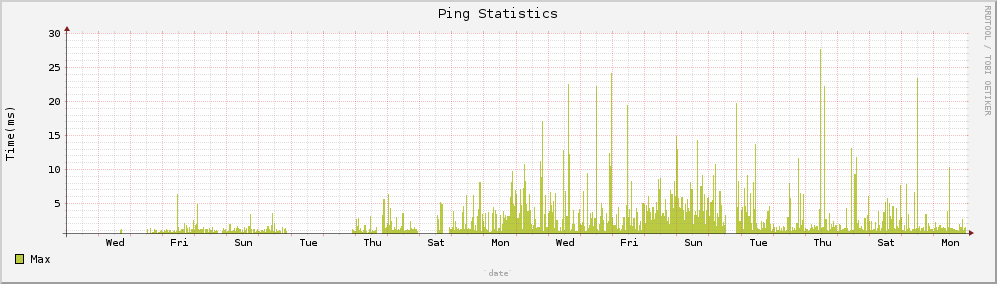 Ping Statistics
RRDTOOL / TOBI OETIKER
Time(ms)
30
25
20
15
10
5
Wed Fri Sun Tue Thu Sat Mon Wed Fri Sun Tue Thu Sat Mon
Max
`date`